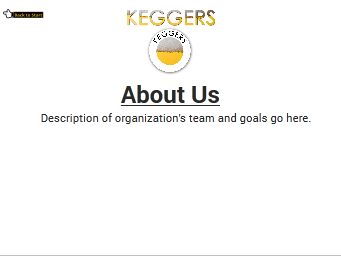 Back to Start
KEGGERS
KEGGERS
About Us
Description of organization's team and goals go here.